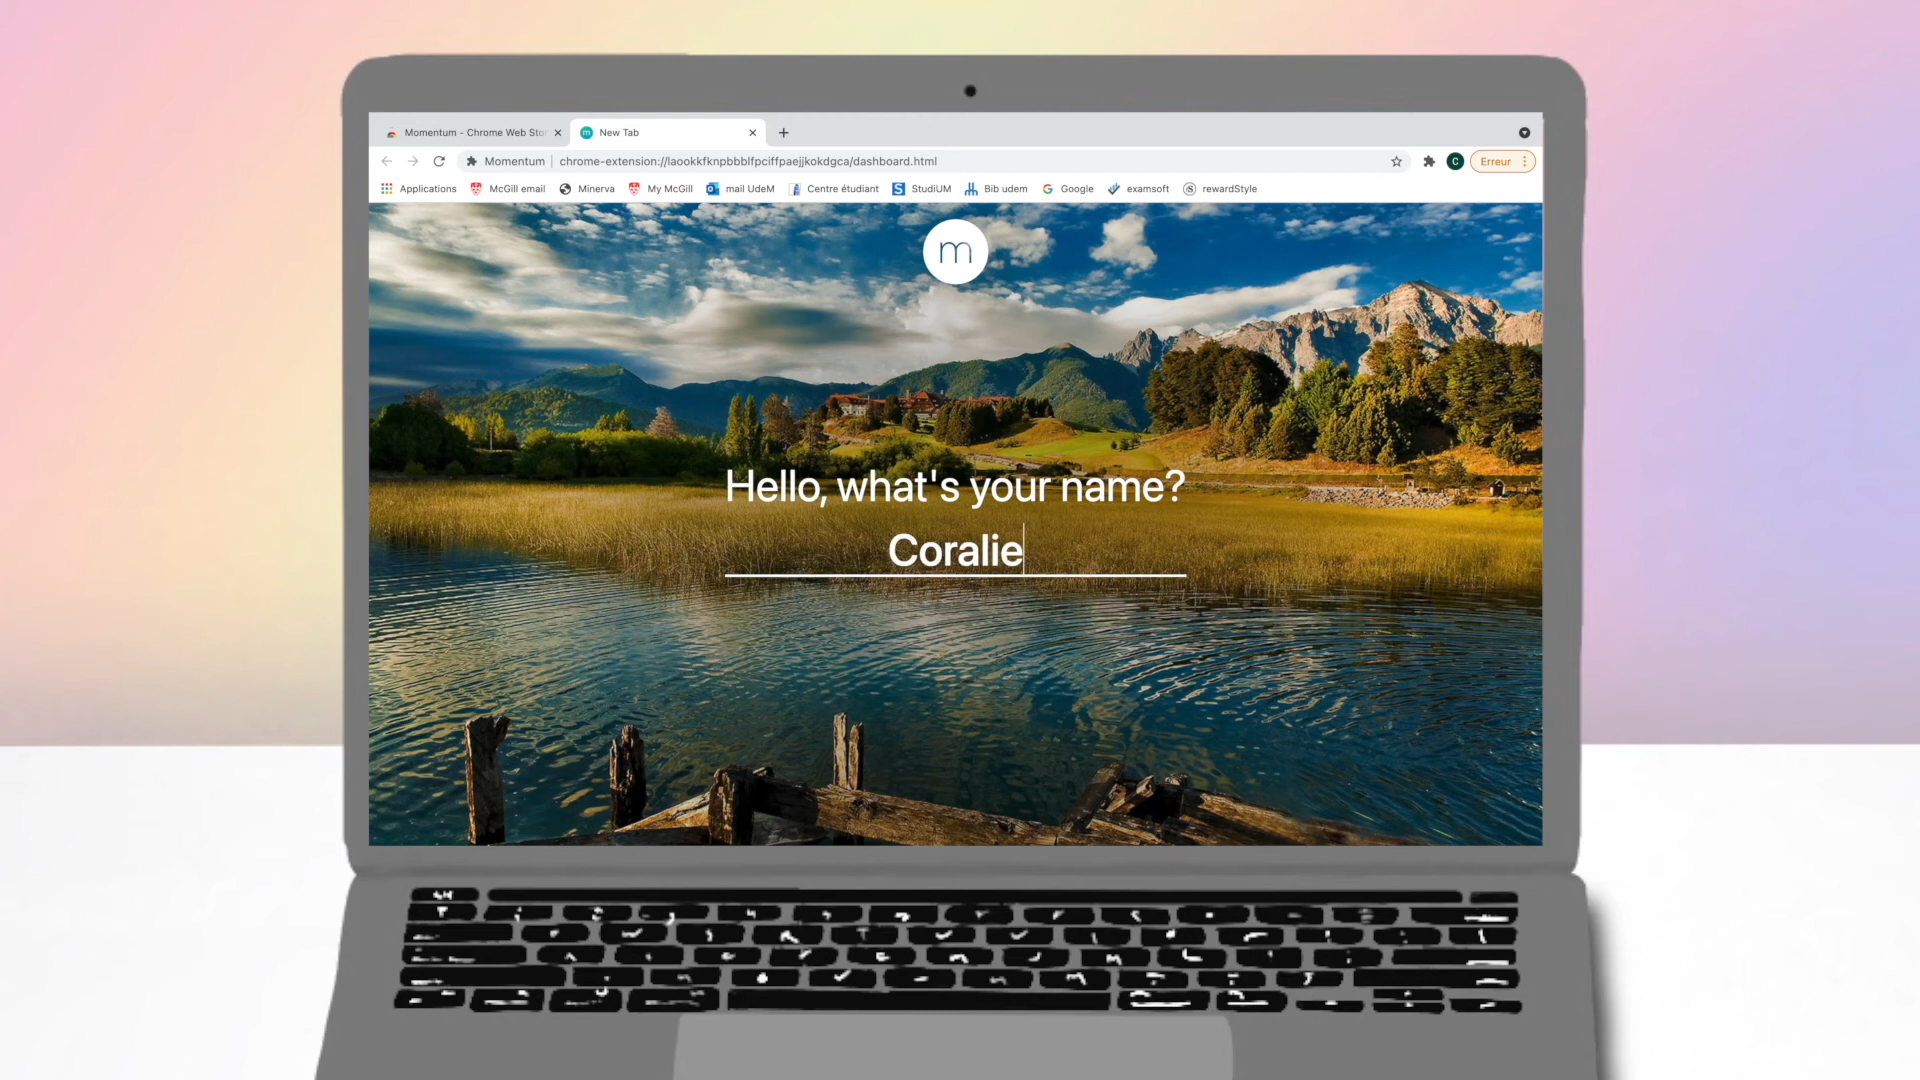 Momentum - Chrome Web Sto
New Tab
Momentum | chrome-extension://laookkfknpbbblfpciffpaejjkokdgca/dashboard.html
C
Erreur
Applications McGill email Minerva My McGill mail UdeM Centre étudiant StudiUM Bib udem Google examsoft rewardStyle
m
Hello, what's your name?
Coralie